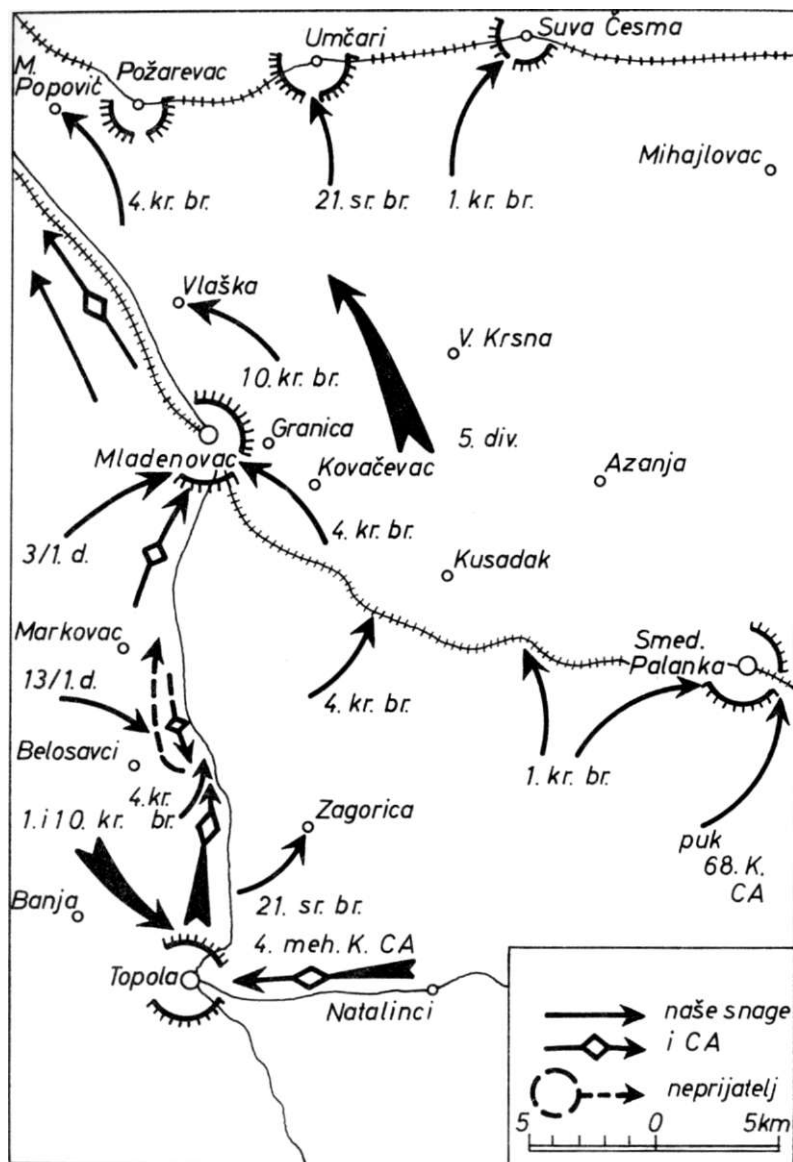 Suva Česma
Umčari
M.
Popović
Požarevac
Mihajlovac
4. kr. br.
21. sr. br.
1. kr. br.
Vlaška
V. Krsna
10. kr. br.
Granica
5. div.
Mladenovac
Kovačevac
Azanja
4. kr. br.
3/1. d.
Kusadak
Markovac
Smed.
Palanka
13/1. d.
4. kr. br.
Belosavci
1. kr. br.
4. kr.
br.
1. i 10. kr.
Zagorica
puk
68. K.
CA
Banja
21. sr. br.
4. meh. K. CA
Topola
Natalinci
naše snage
i CA
neprijatelj
5 0 5 km